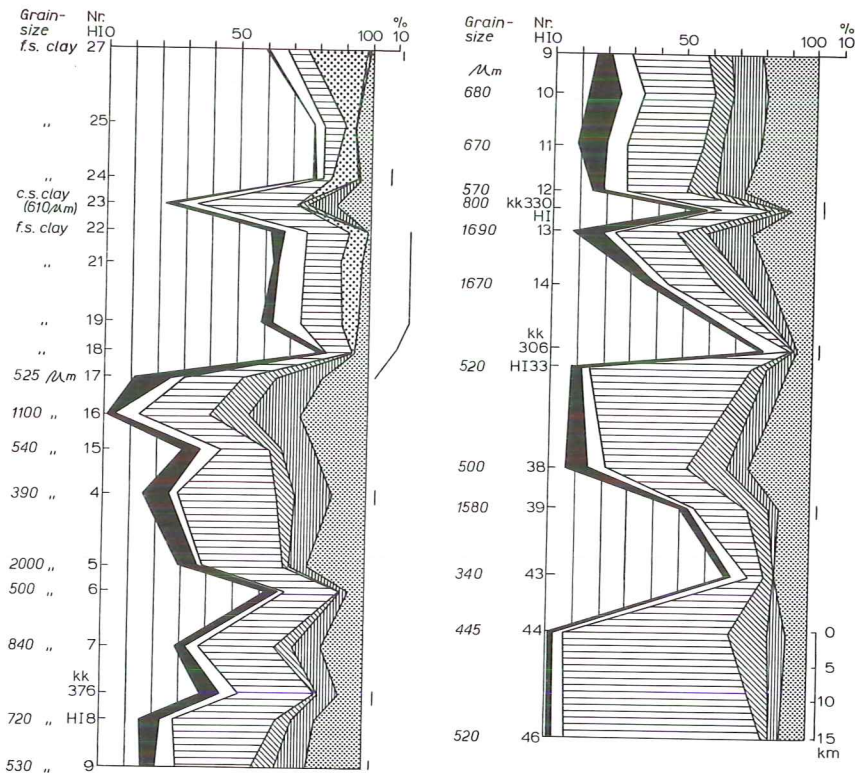 Grain-
size Nr.
HI0 50 100 %
10
f.s. clay 27
„ 25
„ 24
c.s. clay
(610 µm) 23
f.s. clay 22
„ 21
„ 19
„ 18
525 µm 17
1100 „ 16
540 „ 15
390 „ 4
2000 „ 5
500 „ 6
840 „ 7
kk
376
720 „ HI8
530 „ 9
Grain-
size Nr.
HI0 50 100 %
10
9
µm
680 10
670 11
570 12
800 kk330
HI
1690 13
1670 14
kk
306
520 HI33
500 38
1580 39
340 43
445 44 0
5
10
520 46 15
km